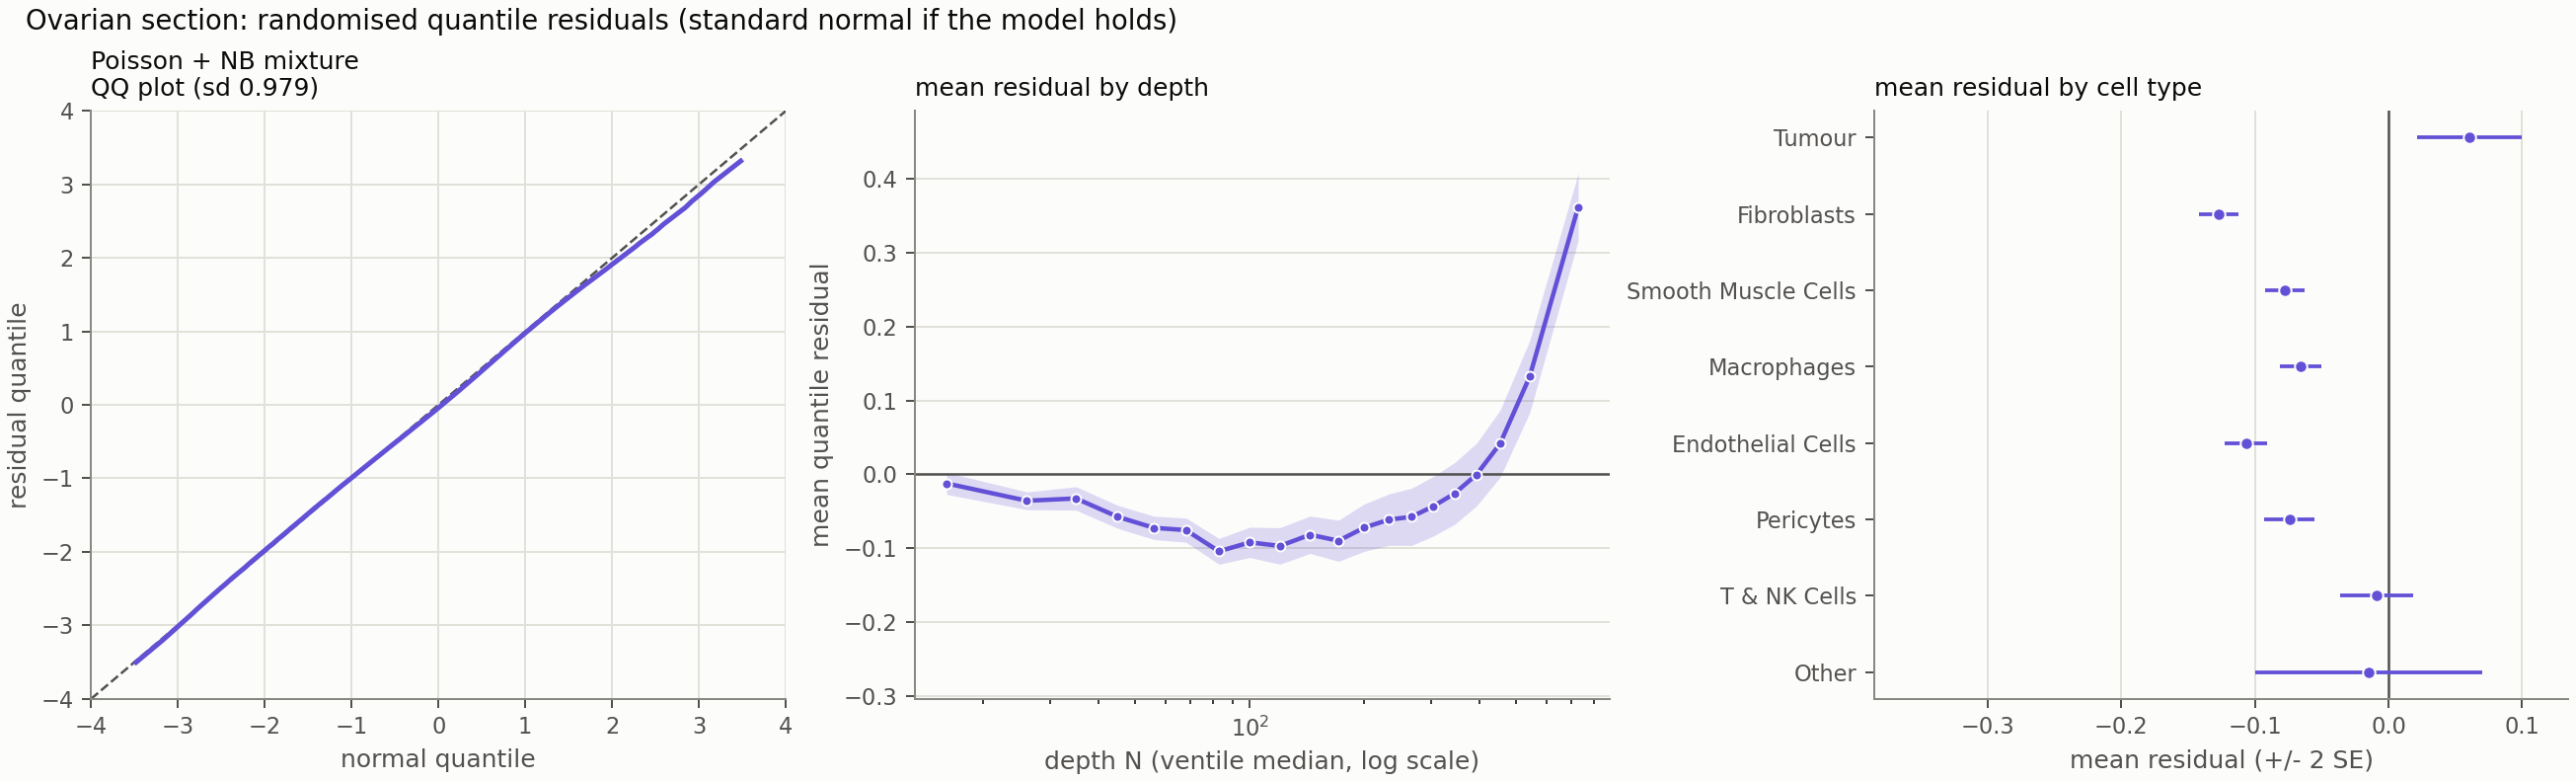 Ovarian section: randomised quantile residuals (standard normal if the model holds)
Poisson + NB mixture
QQ plot (sd 0.979)
4
3
2
1
0
−1
−2
−3
−4
−4
−3
−2
−1
0
1
2
3
4
residual quantile
normal quantile
mean residual by depth
0.4
0.3
0.2
0.1
0.0
−0.1
−0.2
−0.3
10²
mean quantile residual
depth N (ventile median, log scale)
mean residual by cell type
Tumour
Fibroblasts
Smooth Muscle Cells
Macrophages
Endothelial Cells
Pericytes
T & NK Cells
Other
−0.3
−0.2
−0.1
0.0
0.1
mean residual (+/- 2 SE)